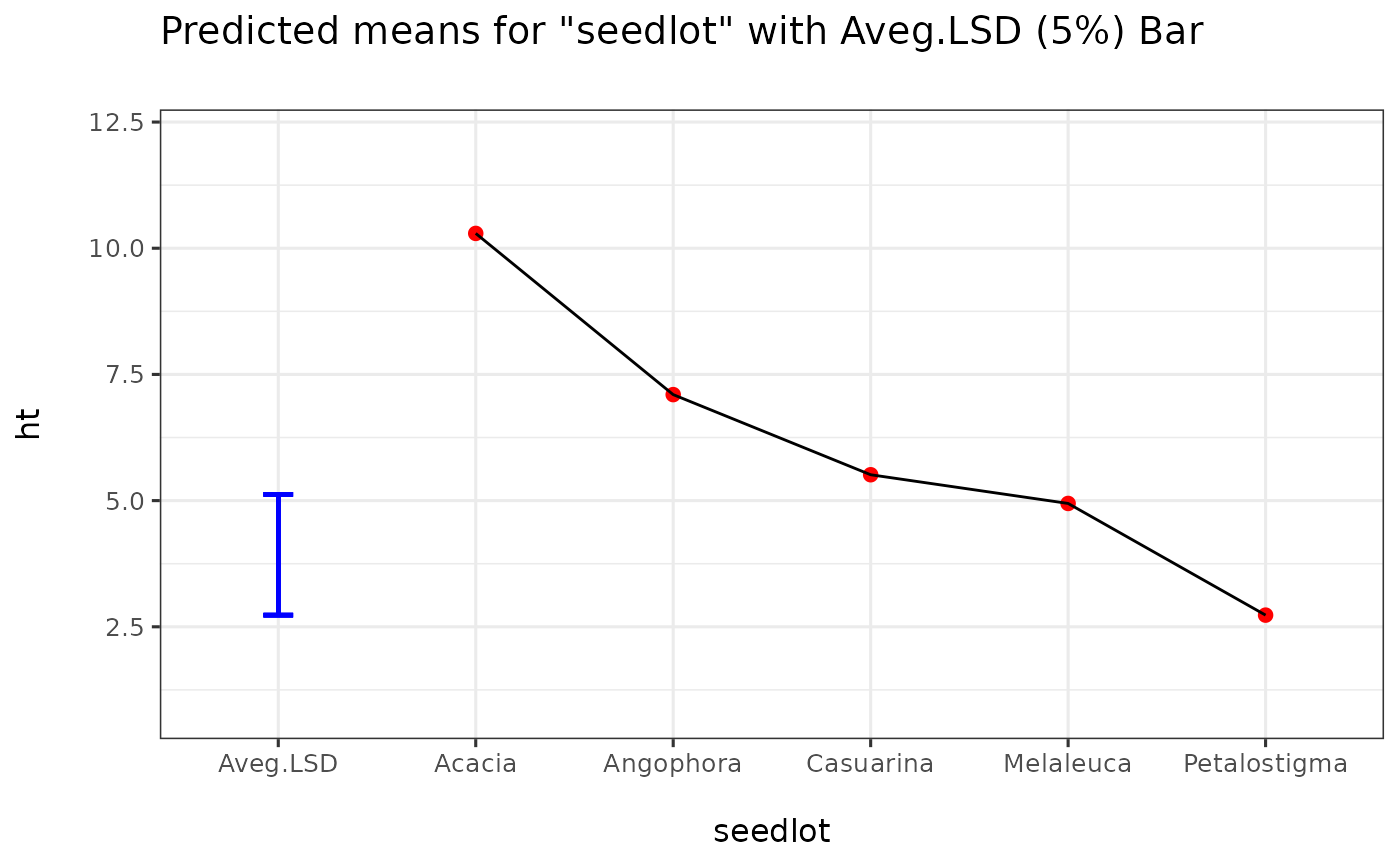 Predicted means for "seedlot" with Aveg.LSD (5%) Bar
12.5
10.0
7.5
5.0
2.5
ht
Aveg.LSD Acacia Angophora Casuarina Melaleuca Petalostigma
seedlot